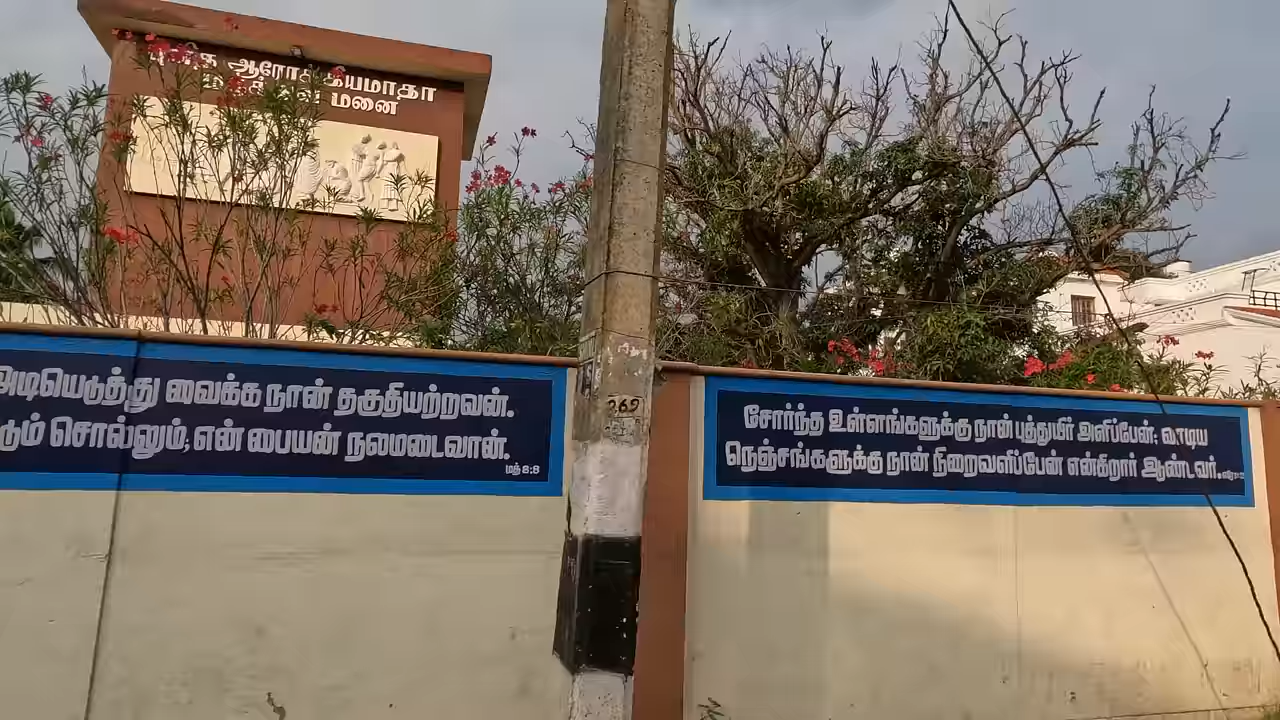 ஆரோக்கியமாதா
மனை
அடியெடுத்து வைக்க நான் தகுதியற்றவன்.
சொல்லும்; என் பையன் நலமடைவான்.
மத் 8:8
269
சோர்ந்த உள்ளங்களுக்கு நான் புத்துயிர் அளிப்பேன்; வாடிய
நெஞ்சங்களுக்கு நான் நிறைவளிப்பேன் என்கிறார் ஆண்டவர்.